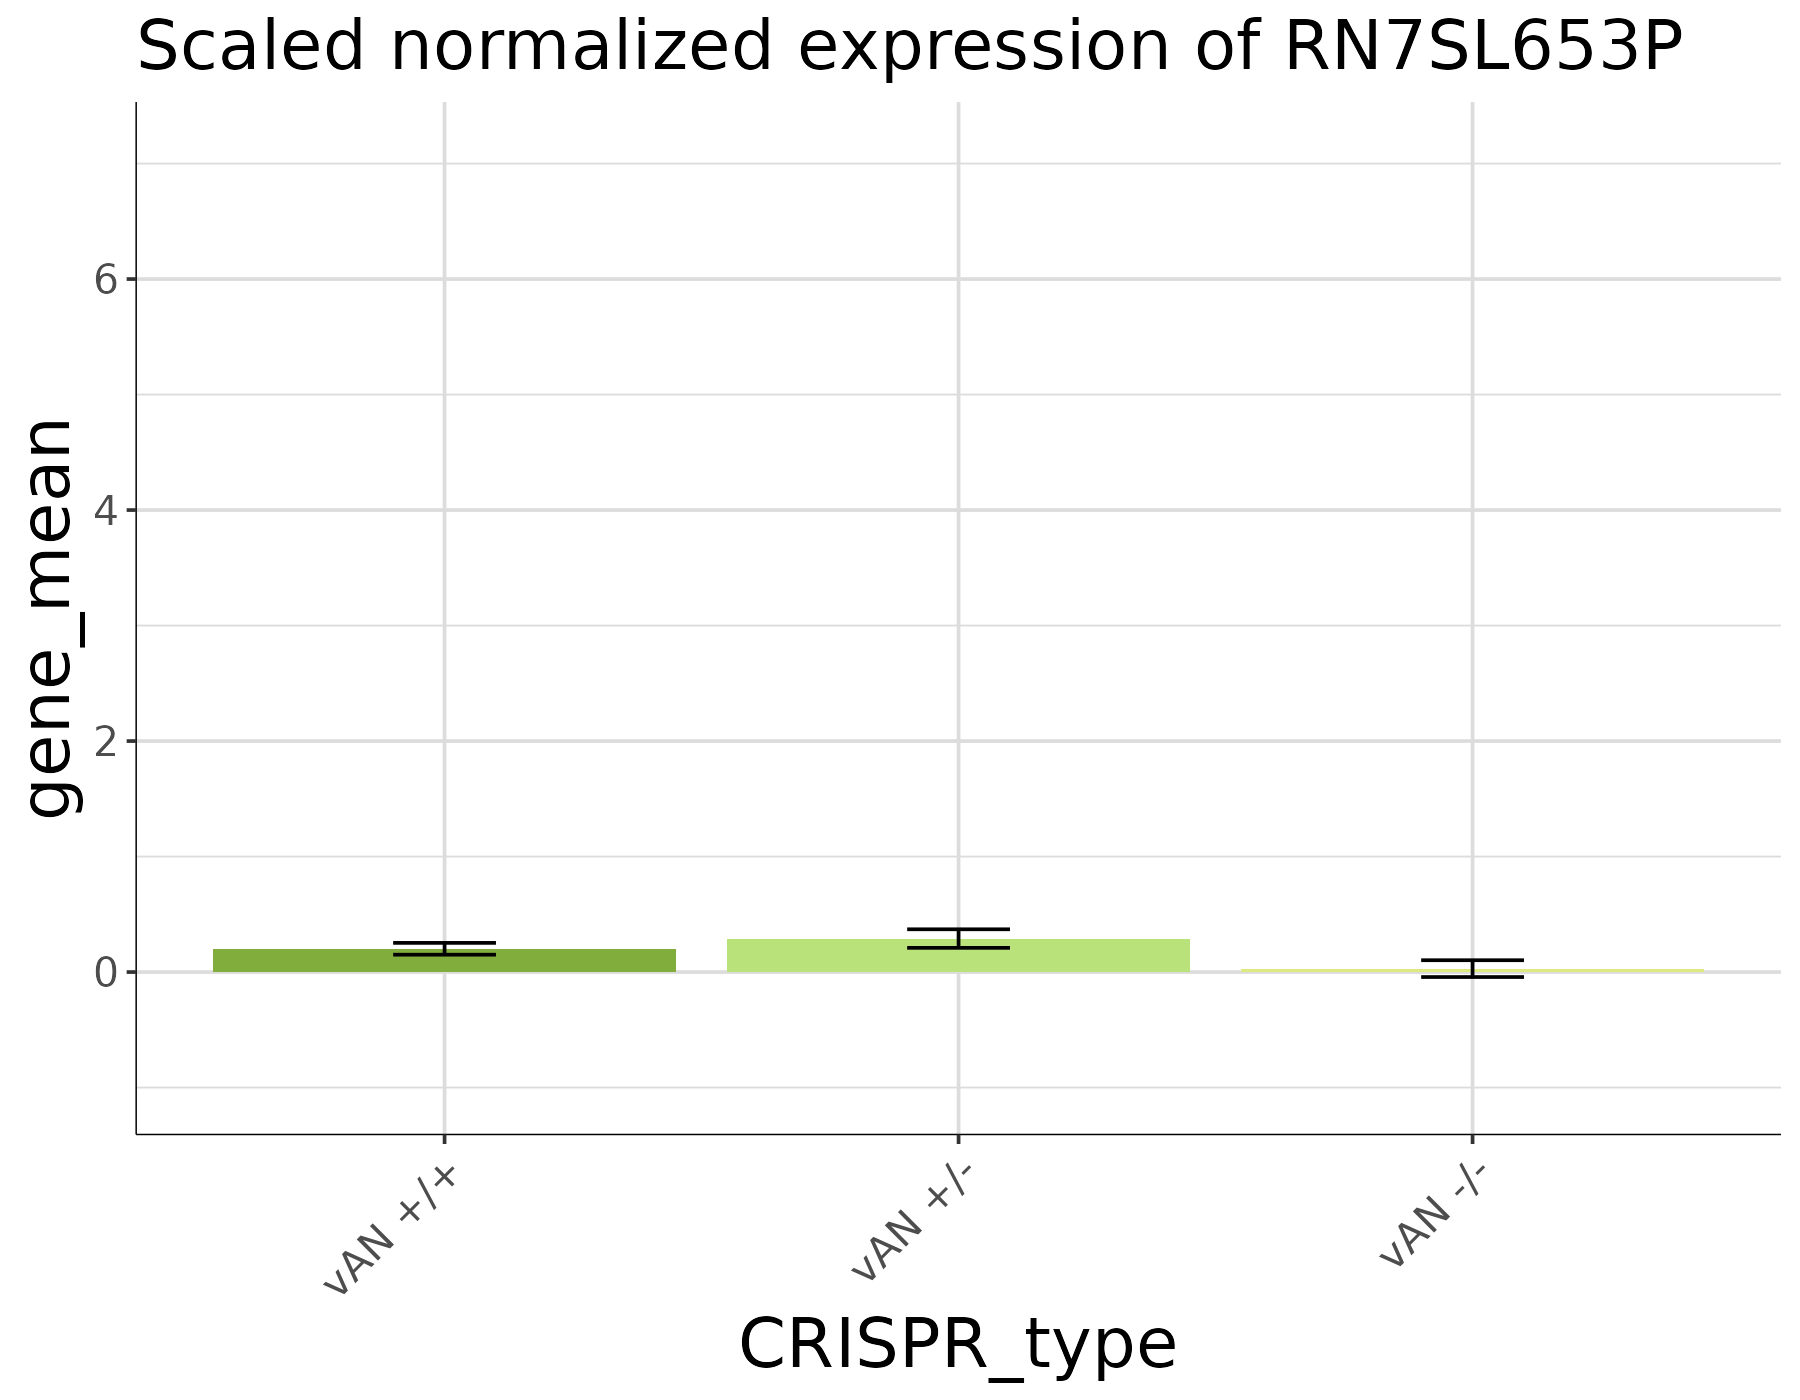 Scaled normalized expression of RN7SL653P
gene_mean
6
4
2
0
vAN +/+
vAN +/-
vAN -/-
CRISPR_type